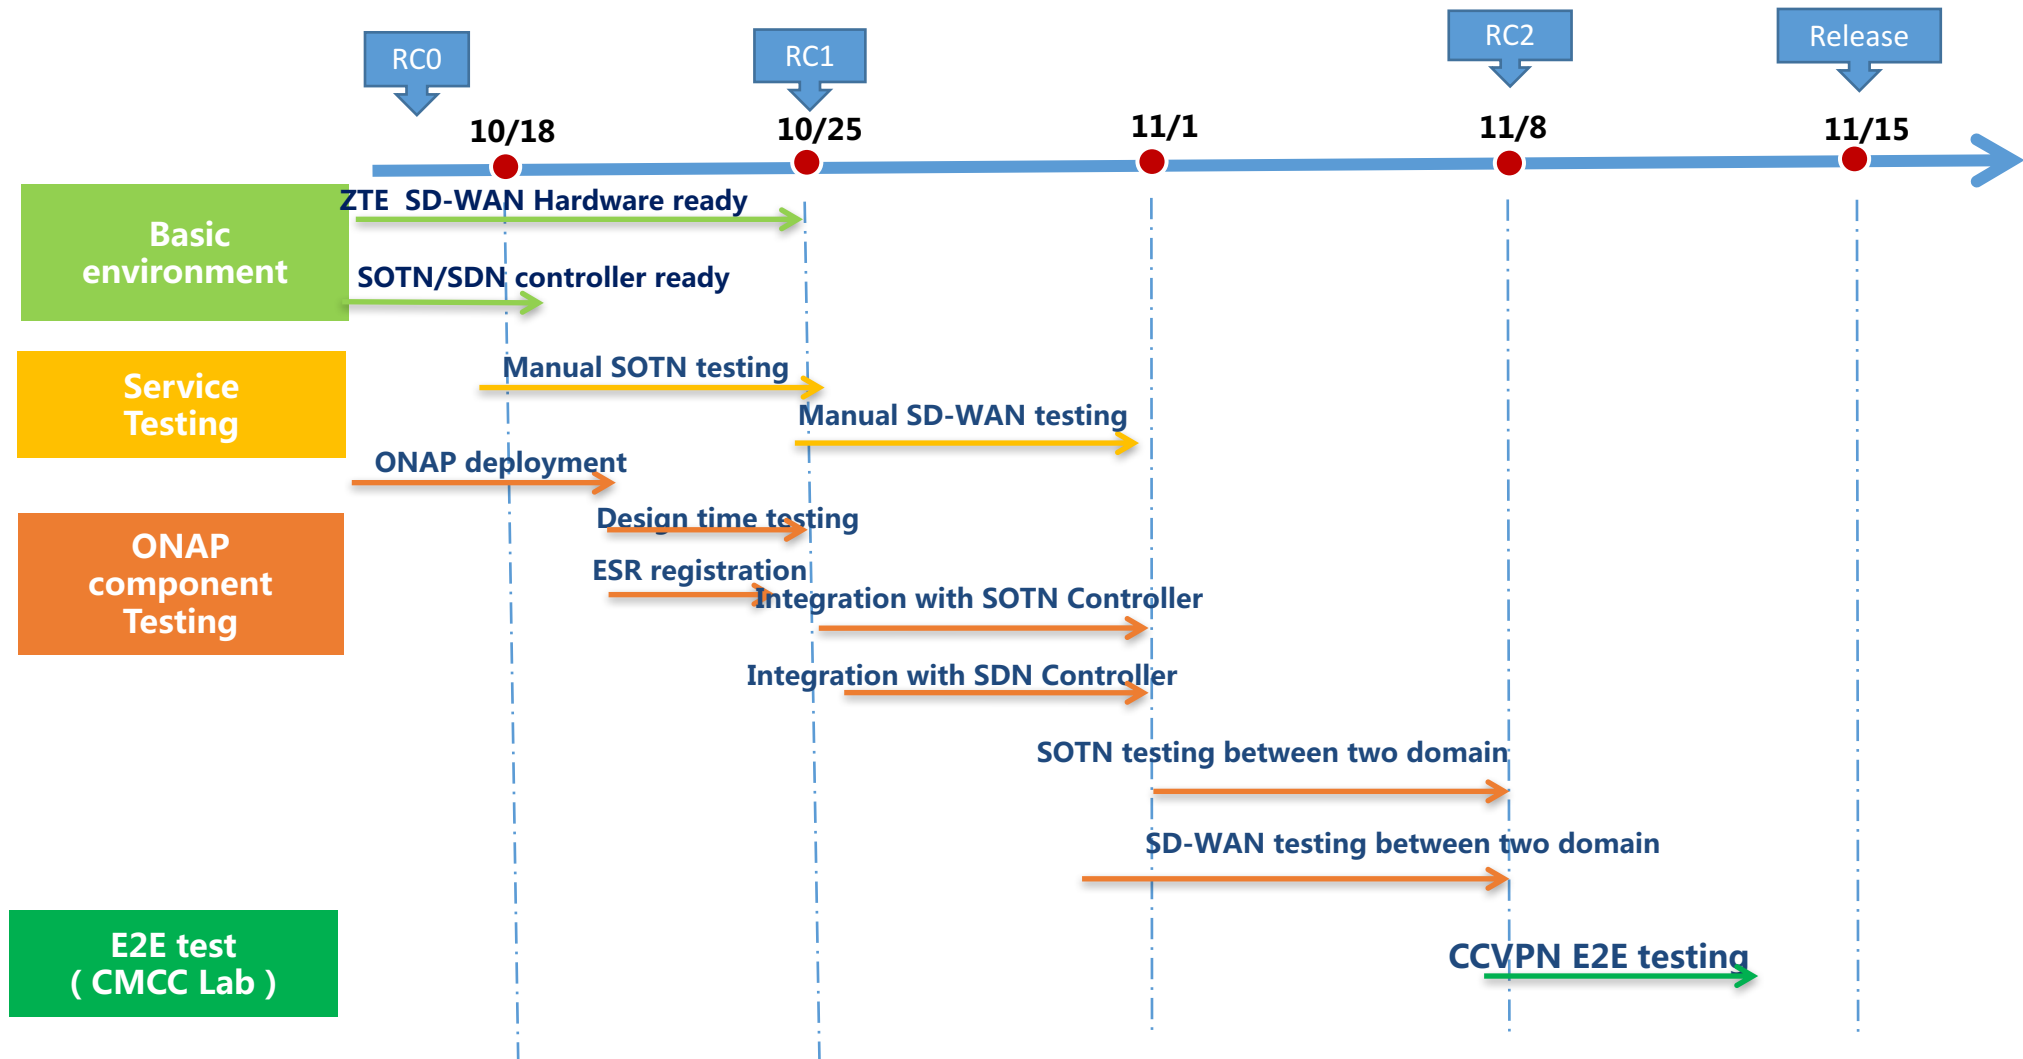 RC0
RC1
RC2
Release
10/18
10/25
11/1
11/8
11/15
ZTE  SD-WAN Hardware ready
Basic
environment
SOTN/SDN controller ready
Manual SOTN testing
Service
Testing
Manual SD-WAN testing
ONAP deployment
Design time testing
ONAP
component
Testing
ESR registration
Integration with SOTN Controller
Integration with SDN Controller
SOTN testing between two domain
SD-WAN testing between two domain
E2E test
( CMCC Lab )
CCVPN E2E testing